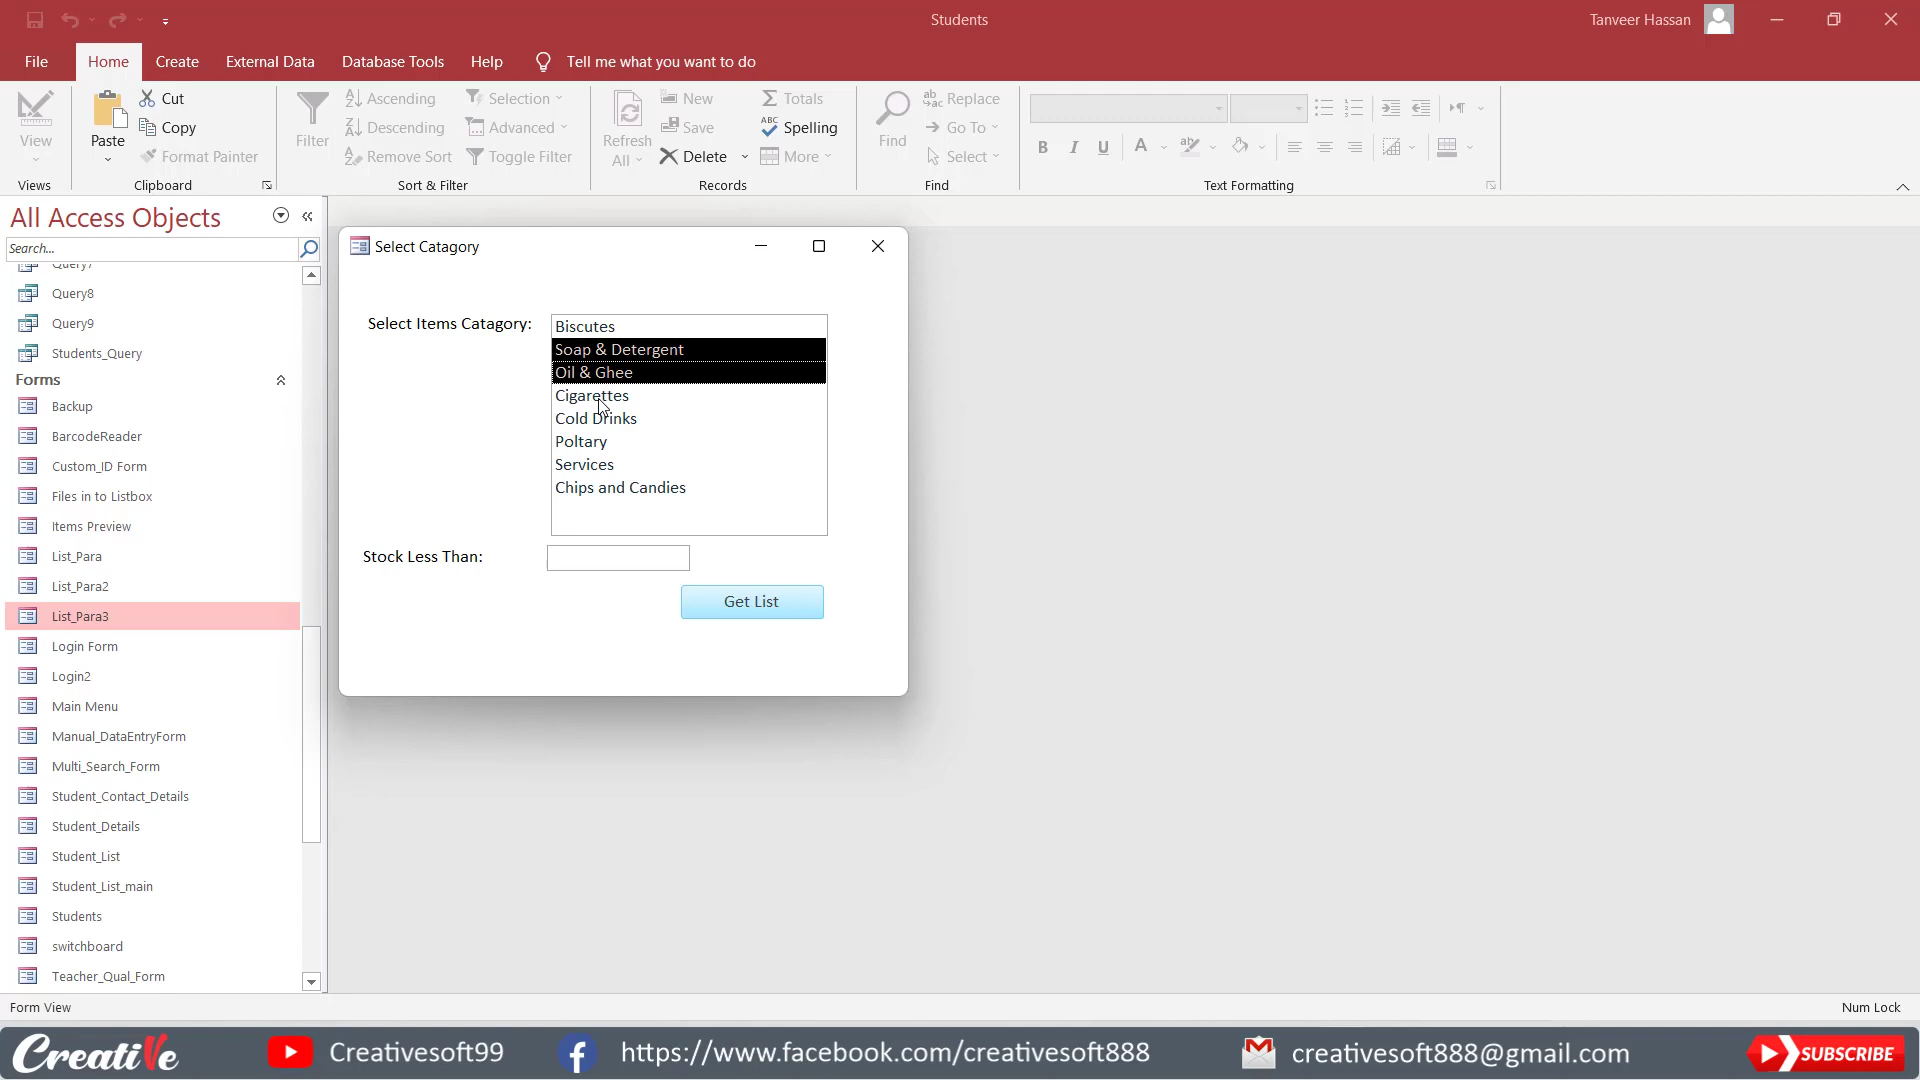 Students
Tanveer Hassan
File
Home
Create
External Data
Database Tools
Help
Tell me what you want to do
View
Views
Paste
Cut
Copy
Format Painter
Clipboard
Filter
Ascending
Descending
Remove Sort
Selection
Advanced
Toggle Filter
Sort & Filter
Refresh
All
New
Save
Delete
Totals
Spelling
More
Records
Find
Replace
Go To
Select
Find
B I U A
Text Formatting
All Access Objects
Search...
Query7
Query8
Query9
Students_Query
Forms
Backup
BarcodeReader
Custom_ID Form
Files in to Listbox
Items Preview
List_Para
List_Para2
List_Para3
Login Form
Login2
Main Menu
Manual_DataEntryForm
Multi_Search_Form
Student_Contact_Details
Student_Details
Student_List
Student_List_main
Students
switchboard
Teacher_Qual_Form
Select Catagory
Select Items Catagory:
Biscutes
Soap & Detergent
Oil & Ghee
Cigarettes
Cold Drinks
Poltary
Services
Chips and Candies
Stock Less Than:
Get List
Form View
Num Lock
CreatiVe
Creativesoft99
https://www.facebook.com/creativesoft888
creativesoft888@gmail.com
SUBSCRIBE